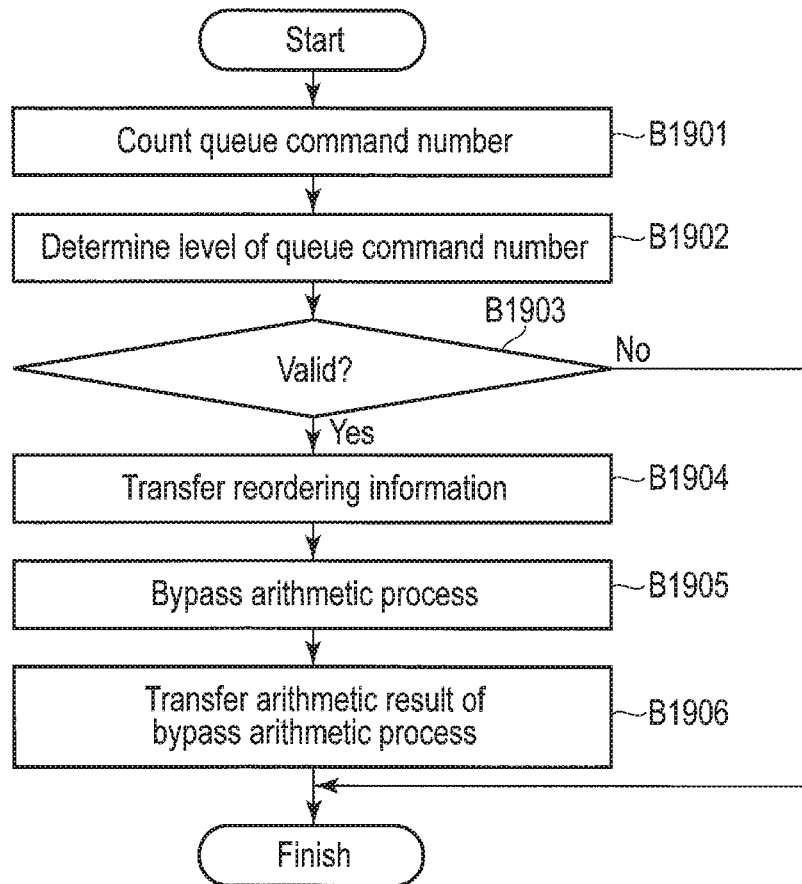 Start
Count queue command number
B1901
Determine level of queue command number
B1902
B1903
Valid?
No
Yes
Transfer reordering information
B1904
Bypass arithmetic process
B1905
Transfer arithmetic result of
bypass arithmetic process
B1906
Finish